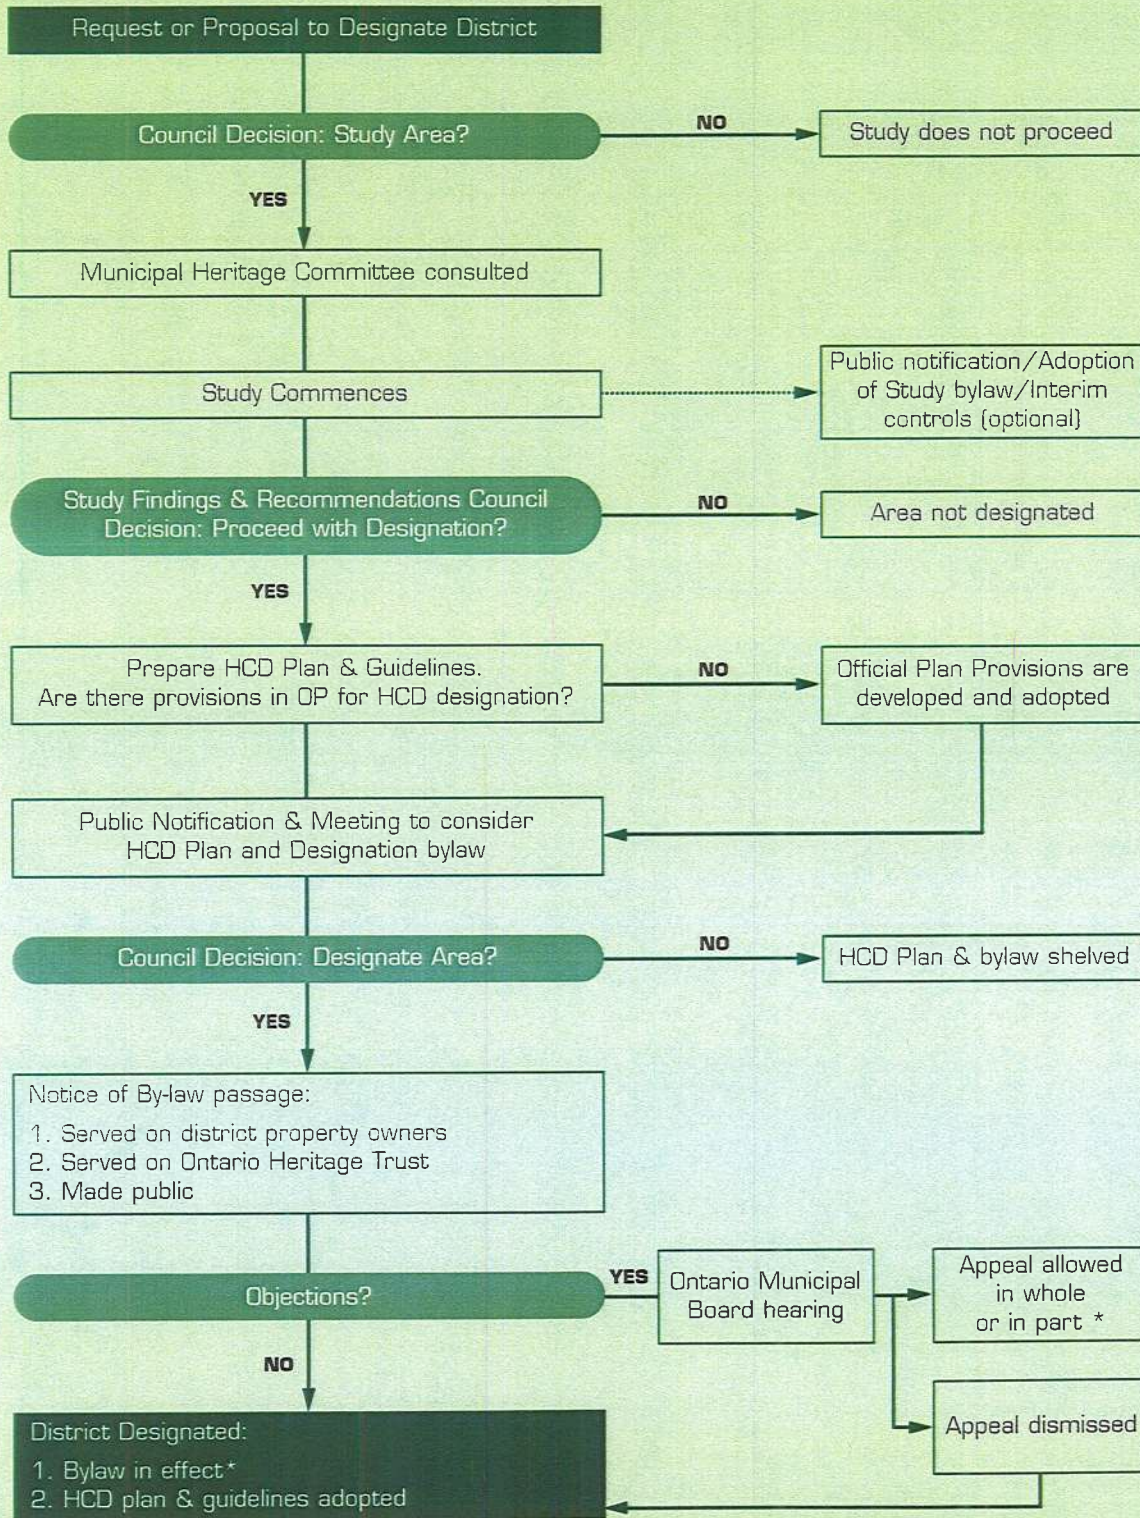 Request or Proposal to Designate District
Council Decision: Study Area?
NO
Study does not proceed
YES
Municipal Heritage Committee consulted
Study Commences
Public notification/Adoption
of Study bylaw/Interim
controls (optional)
Study Findings & Recommendations Council
Decision: Proceed with Designation?
NO
Area not designated
YES
Prepare HCD Plan & Guidelines.
Are there provisions in OP for HCD designation?
NO
Official Plan Provisions are
developed and adopted
Public Notification & Meeting to consider
HCD Plan and Designation bylaw
Council Decision: Designate Area?
NO
HCD Plan & bylaw shelved
YES
Notice of By-law passage:
1. Served on district property owners
2. Served on Ontario Heritage Trust
3. Made public
Objections?
YES
Ontario Municipal
Board hearing
Appeal allowed
in whole
or in part *
NO
Appeal dismissed
District Designated:
1. Bylaw in effect*
2. HCD plan & guidelines adopted